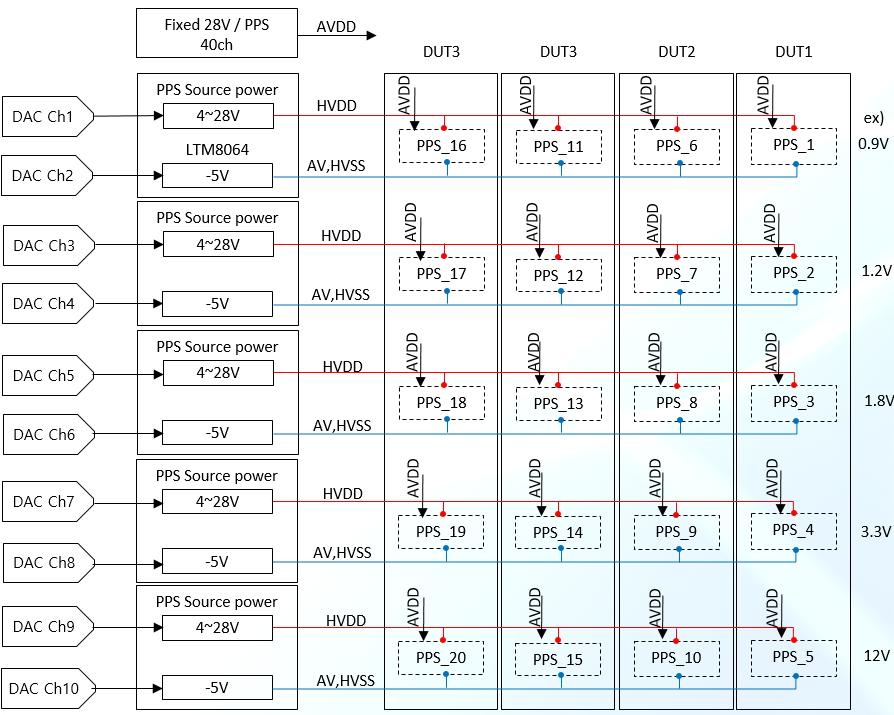 Fixed 28V / PPS
40ch
AVDD
DUT3
DUT3
DUT2
DUT1
PPS Source power
DAC Ch1
4~28V
HVDD
AVDD
AVDD
AVDD
AVDD
ex)
PPS_16
PPS_11
PPS_6
PPS_1
0.9V
LTM8064
DAC Ch2
-5V
AV,HVSS
PPS Source power
DAC Ch3
4~28V
HVDD
AVDD
AVDD
AVDD
AVDD
PPS_17
PPS_12
PPS_7
PPS_2
1.2V
DAC Ch4
-5V
AV,HVSS
PPS Source power
DAC Ch5
4~28V
HVDD
AVDD
AVDD
AVDD
AVDD
PPS_18
PPS_13
PPS_8
PPS_3
1.8V
DAC Ch6
-5V
AV,HVSS
PPS Source power
DAC Ch7
4~28V
HVDD
AVDD
AVDD
AVDD
AVDD
PPS_19
PPS_14
PPS_9
PPS_4
3.3V
DAC Ch8
-5V
AV,HVSS
PPS Source power
DAC Ch9
4~28V
HVDD
AVDD
AVDD
AVDD
AVDD
PPS_20
PPS_15
PPS_10
PPS_5
12V
DAC Ch10
-5V
AV,HVSS